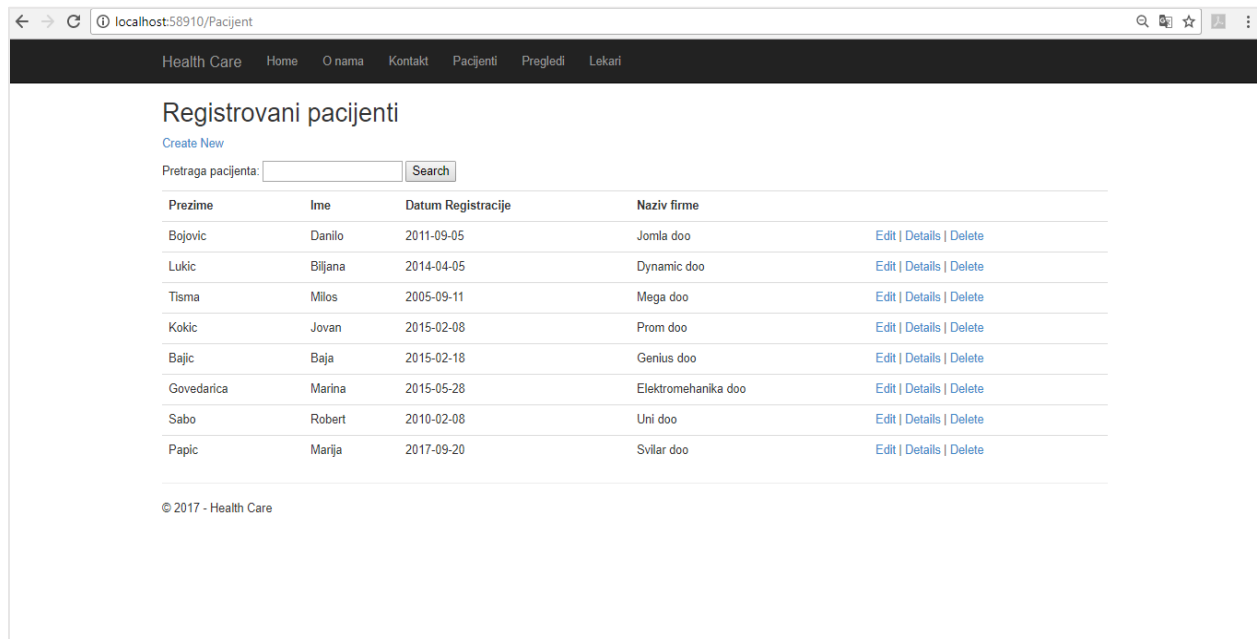 localhost:58910/Pacijent
Health Care Home O nama Kontakt Pacijenti Pregledi Lekari
Registrovani pacijenti
Create New
Pretraga pacijenta: Search
Prezime Ime Datum Registracije Naziv firme
Bojovic Danilo 2011-09-05 Jomla doo Edit | Details | Delete
Lukic Biljana 2014-04-05 Dynamic doo Edit | Details | Delete
Tisma Milos 2005-09-11 Mega doo Edit | Details | Delete
Kokic Jovan 2015-02-08 Prom doo Edit | Details | Delete
Bajic Baja 2015-02-18 Genius doo Edit | Details | Delete
Govedarica Marina 2015-05-28 Elektromehanika doo Edit | Details | Delete
Sabo Robert 2010-02-08 Uni doo Edit | Details | Delete
Papic Marija 2017-09-20 Svilar doo Edit | Details | Delete
© 2017 - Health Care